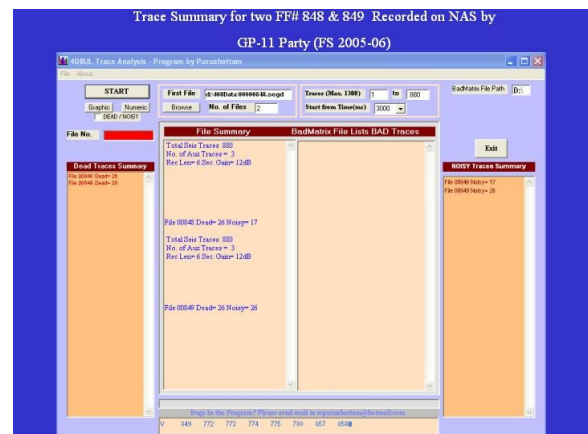 Trace Summary for two FF# 848 & 849 Recorded on NAS by
GP-11 Party (FS 2005-06)
408UL Trace Analysis - Program by Purushottam
File About
START
Graphic Numeric
DEAD / NOISY
File No.
First File d:\408Data\00000848.segd
Browse No. of Files 2
Traces (Max. 1300) 1 to 880
Start from Time(ms) 3000
BadMatrix File Path D:\
Exit
Dead Traces Summary
File 00848 Dead= 26
File 00848 Dead= 26
File Summary BadMatrix File Lists BAD Traces
Total Seis Traces 880
No. of Aux Traces = 3
Rec Len= 6 Sec. Gain= 12dB
File 00848 Dead= 26 Noisy= 17
Total Seis Traces 880
No. of Aux Traces = 3
Rec Len= 6 Sec. Gain= 12dB
File 00849 Dead= 26 Noisy= 26
NOISY Traces Summary
File 00848 Noisy= 17
File 00849 Noisy= 26
Bugs in the Program? Please send mail to
V 849 772 773 774 775 780 857 858